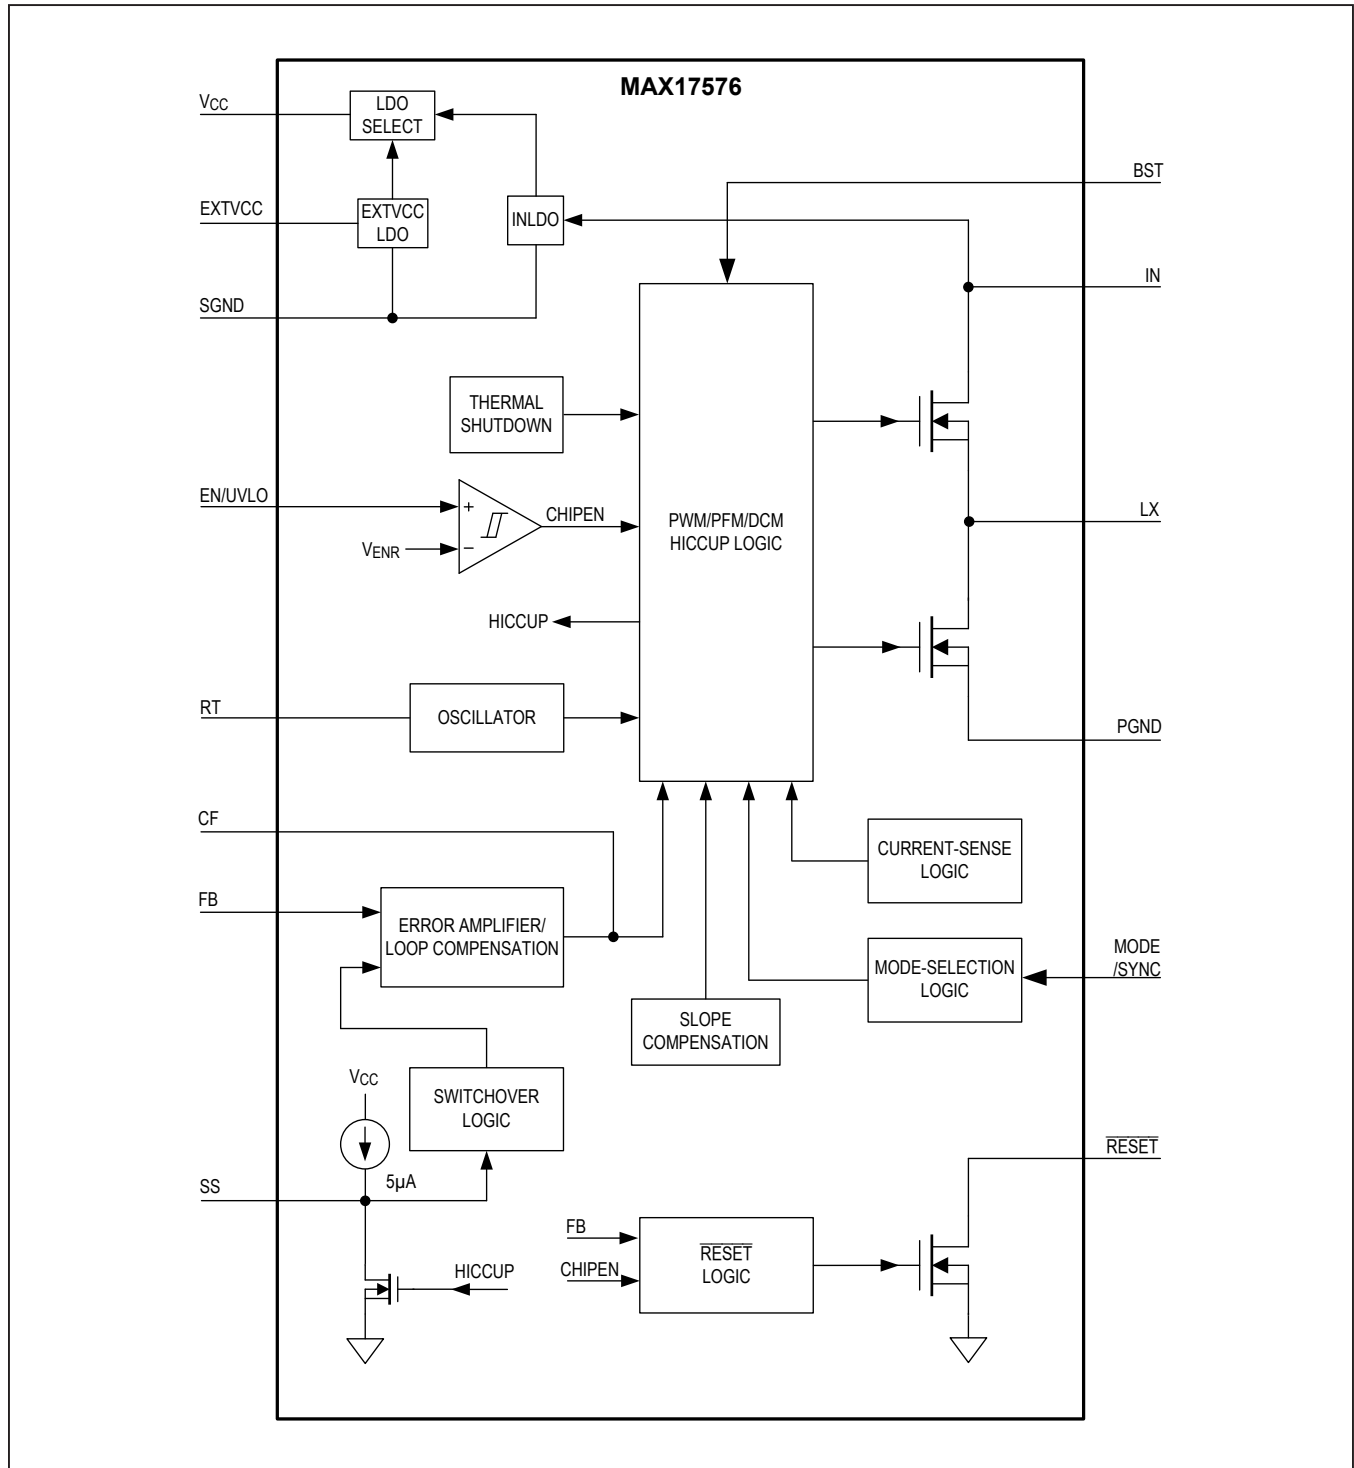 MAX17576
VCC
LDO
SELECT
BST
EXTVCC
EXTVCC
LDO
INLDO
IN
SGND
THERMAL
SHUTDOWN
EN/UVLO
+
CHIPEN
VENR
−
PWM/PFM/DCM
HICCUP LOGIC
LX
HICCUP
RT
OSCILLATOR
PGND
CF
CURRENT-SENSE
LOGIC
FB
ERROR AMPLIFIER/
LOOP COMPENSATION
MODE
/SYNC
MODE-SELECTION
LOGIC
SLOPE
COMPENSATION
VCC
SWITCHOVER
LOGIC
5µA
SS
RESET
FB
CHIPEN
RESET
LOGIC
HICCUP